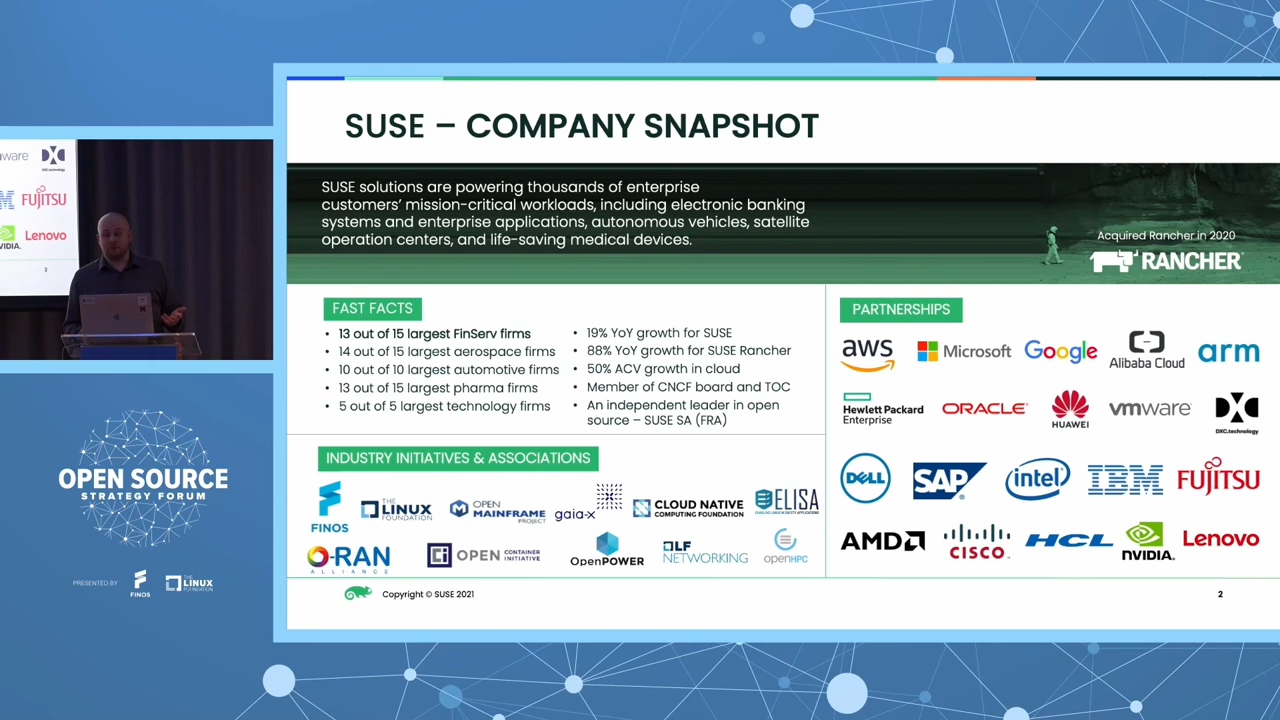 SUSE – COMPANY SNAPSHOT
SUSE solutions are powering thousands of enterprise
customers' mission-critical workloads, including electronic banking
systems and enterprise applications, autonomous vehicles, satellite
operation centers, and life-saving medical devices.
Acquired Rancher in 2020
RANCHER
FAST FACTS
• 13 out of 15 largest FinServ firms
• 14 out of 15 largest aerospace firms
• 10 out of 10 largest automotive firms
• 13 out of 15 largest pharma firms
• 5 out of 5 largest technology firms
• 19% YoY growth for SUSE
• 88% YoY growth for SUSE Rancher
• 50% ACV growth in cloud
• Member of CNCF board and TOC
• An independent leader in open
source – SUSE SA (FRA)
INDUSTRY INITIATIVES & ASSOCIATIONS
FINOS
THE
LINUX
FOUNDATION
OPEN
MAINFRAME
PROJECT
gaia-x
CLOUD NATIVE
COMPUTING FOUNDATION
ELISA
O-RAN
ALLIANCE
OPEN CONTAINER
INITIATIVE
OpenPOWER
LF
NETWORKING
openHPC
PARTNERSHIPS
aws
Microsoft
Google
Alibaba Cloud
arm
Hewlett Packard
Enterprise
ORACLE
HUAWEI
vmware
DXC.technology
DELL
SAP
intel
IBM
FUJITSU
AMD
CISCO
HCL
NVIDIA
Lenovo
Copyright © SUSE 2021
2
ware
DXC.technology
M
FUJITSU
VIDIA.
Lenovo
2
OPEN SOURCE
STRATEGY FORUM
PRESENTED BY
FINOS
THE
LINUX
FOUNDATION